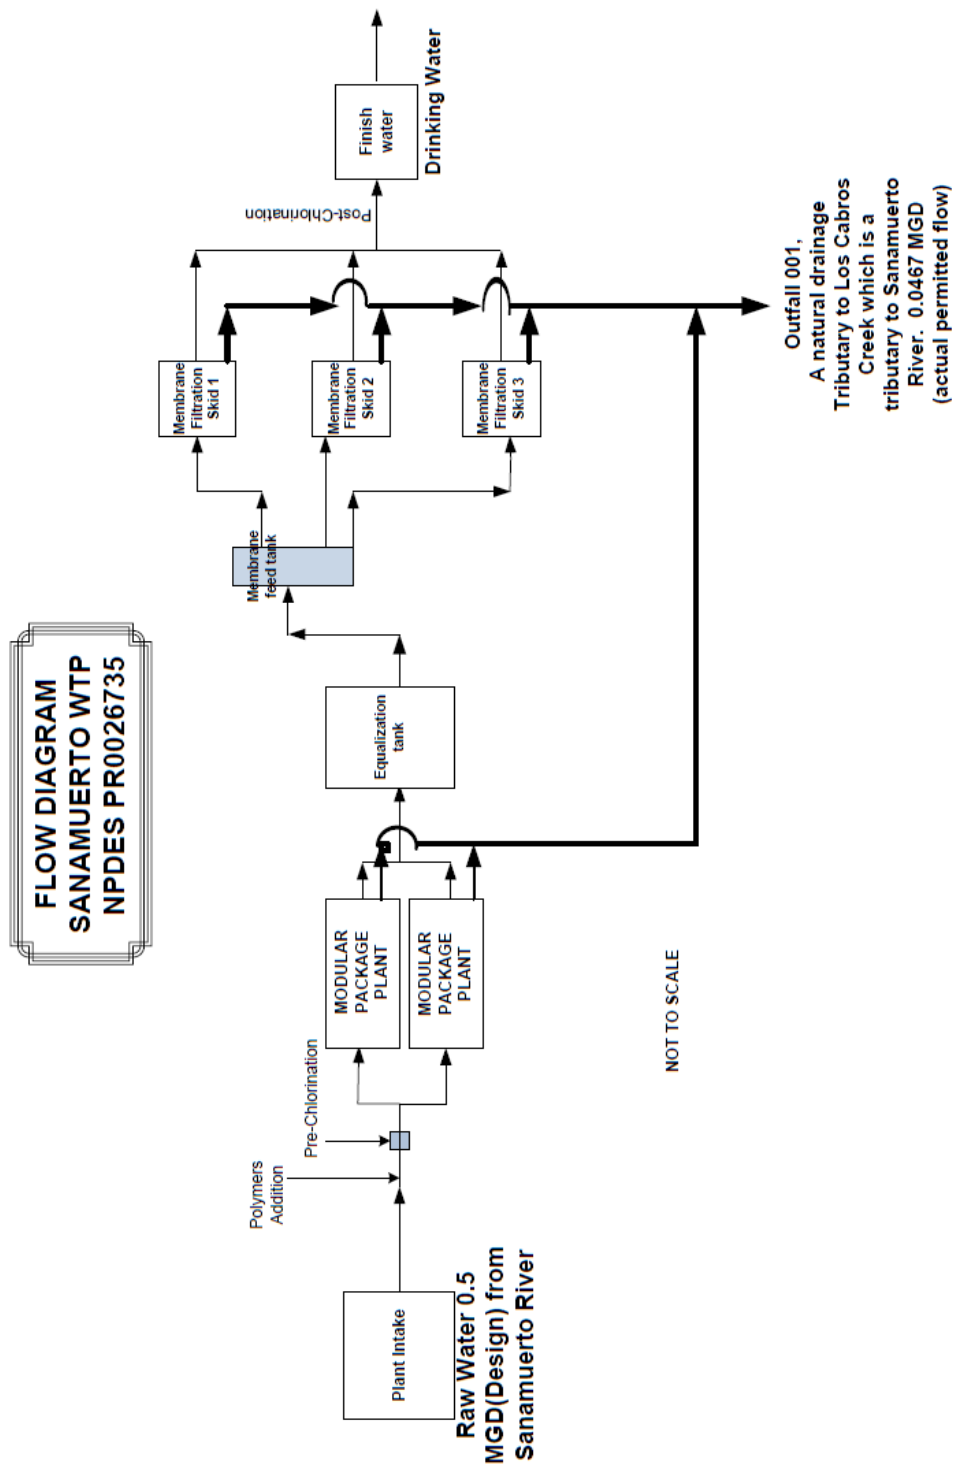 FLOW DIAGRAM
SANAMUERTO WTP
NPDES PR0026735
Plant Intake
Raw Water 0.5
MGD(Design) from
Sanamuerto River
Polymers
Addition
Pre-Chlorination
MODULAR
PACKAGE
PLANT
MODULAR
PACKAGE
PLANT
Equalization
tank
Membrane
feed tank
Membrane
Filtration
Skid 1
Membrane
Filtration
Skid 2
Membrane
Filtration
Skid 3
Post-Chlorination
Finish
water
Drinking Water
NOT TO SCALE
Outfall 001,
A natural drainage
Tributary to Los Cabros
Creek which is a
tributary to Sanamuerto
River. 0.0467 MGD
(actual permitted flow)